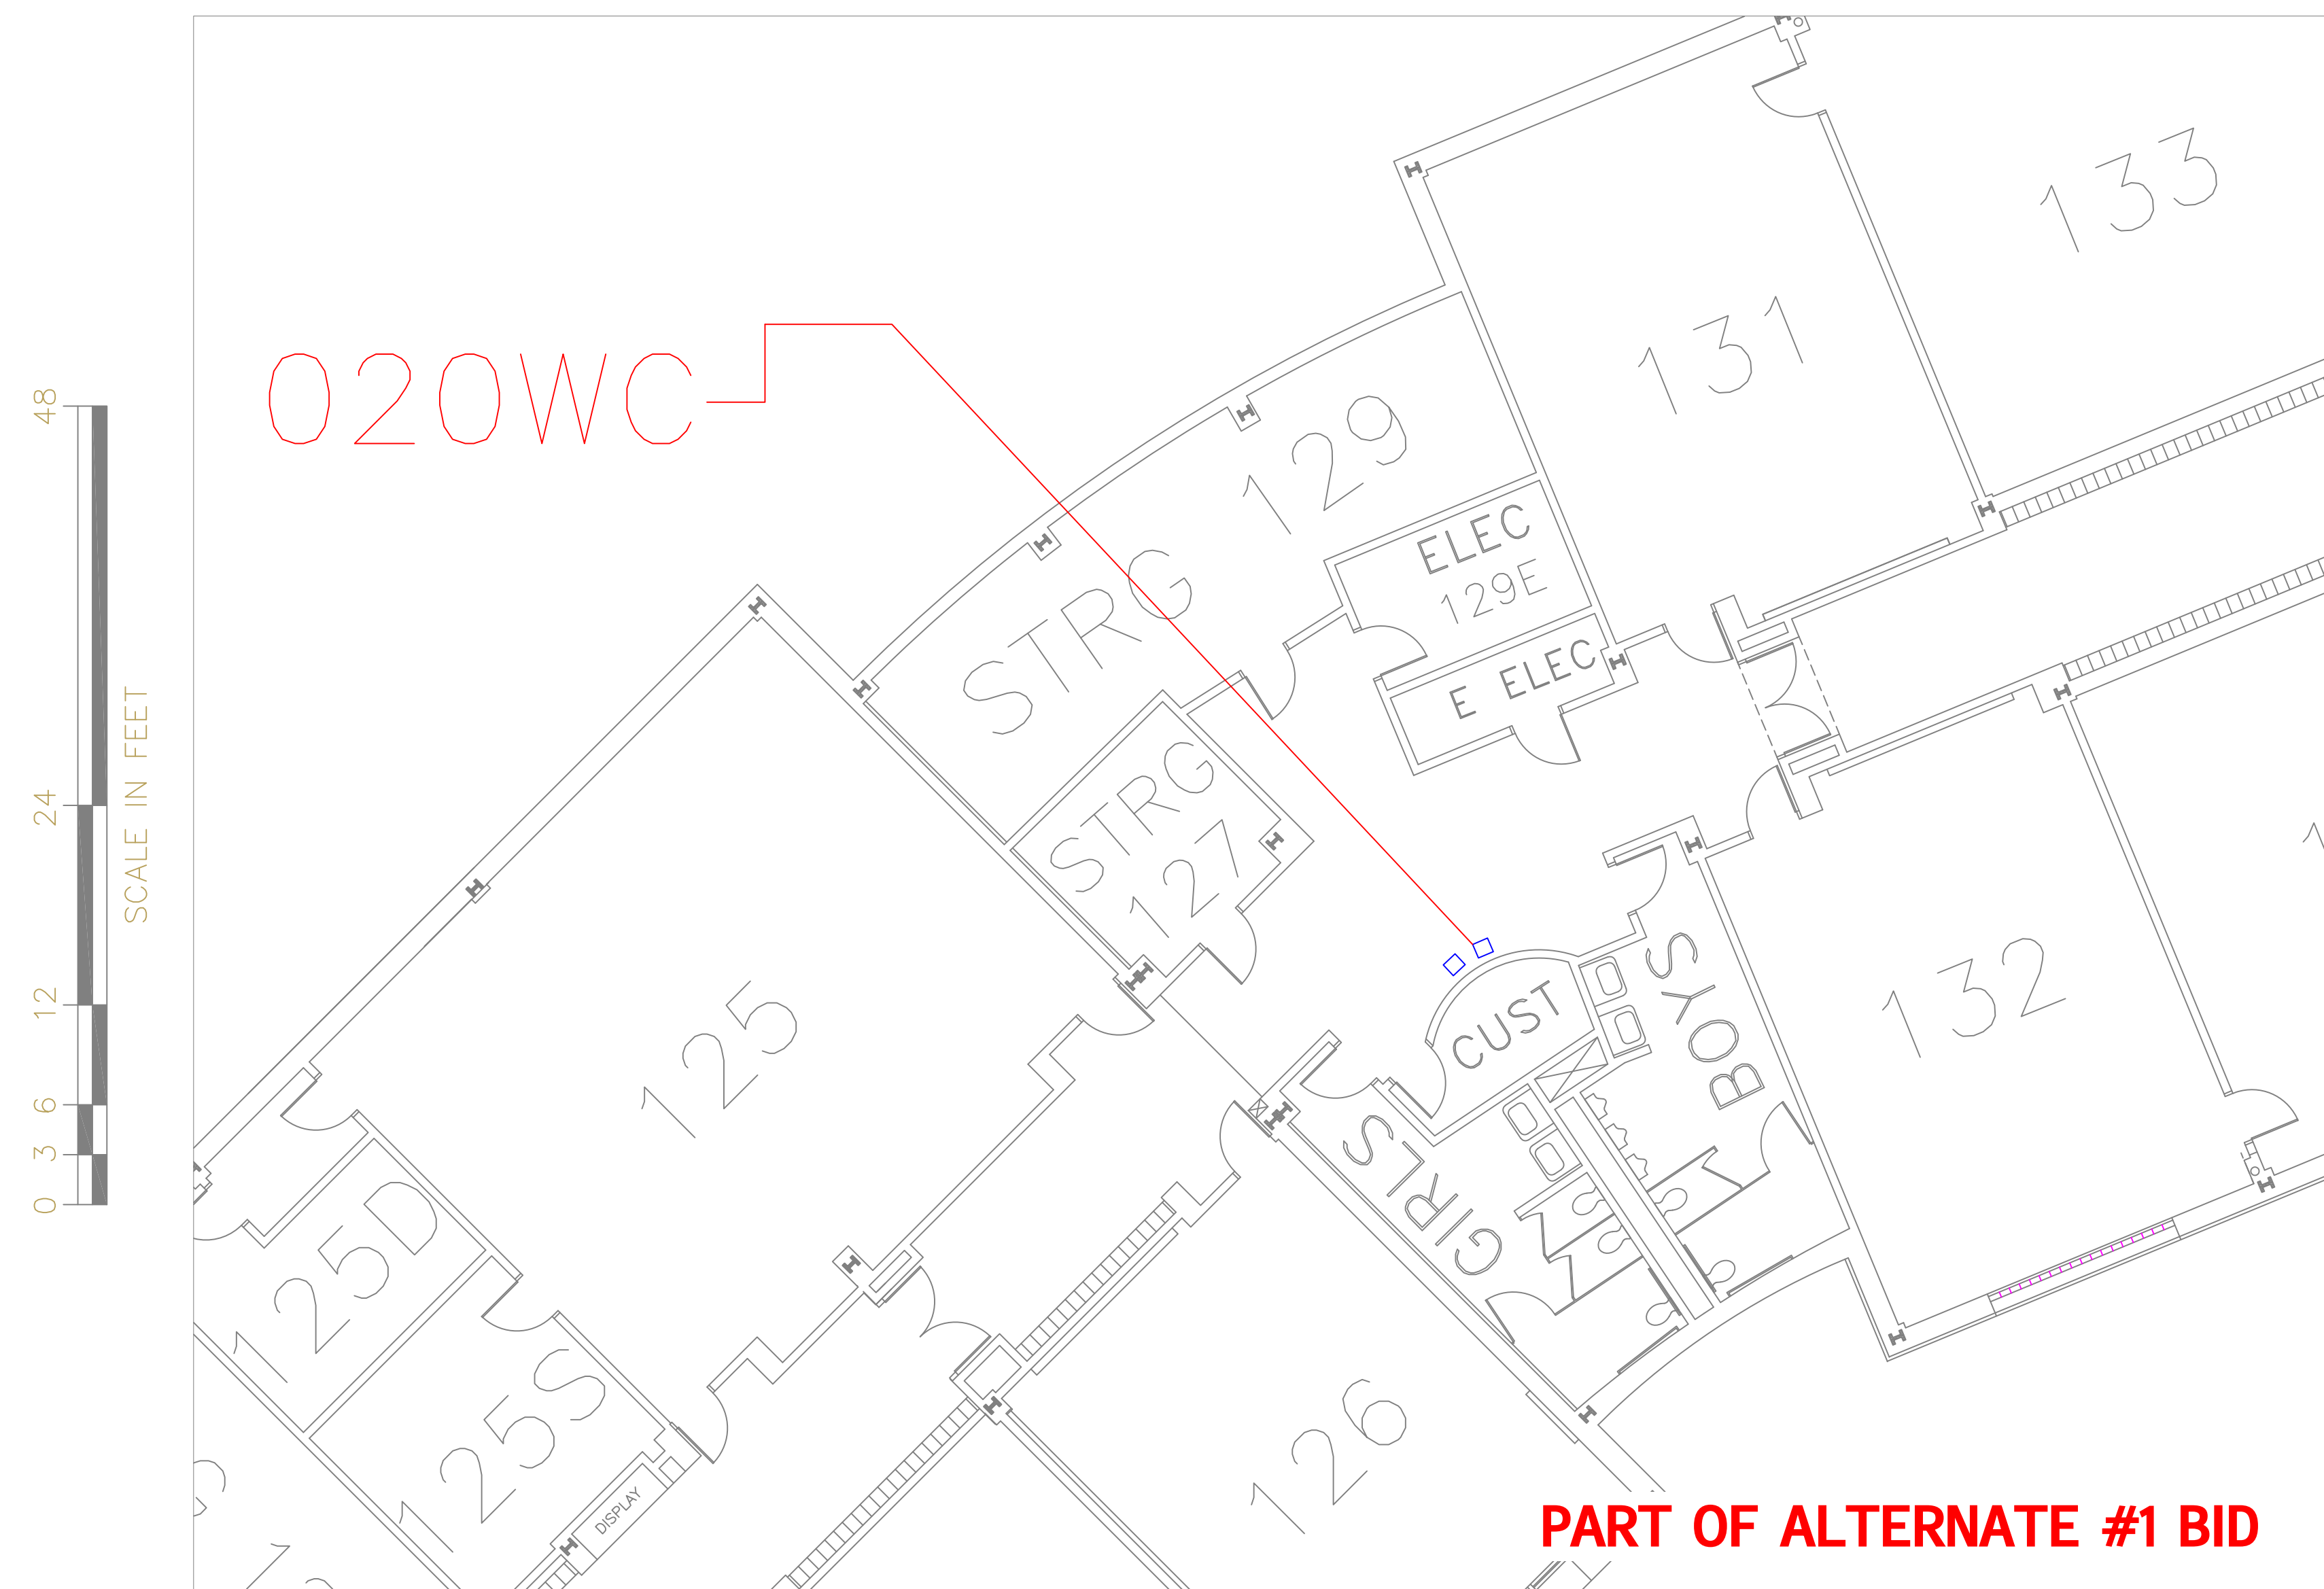 133
131
020WC
48
129
STRG
ELEC
129E
E ELEC
STRG
127
24
SCALE IN FEET
12
6
3
0
125
CUST
BOYS
132
GIRLS
125D
125S
126
DISPLAY
PART OF ALTERNATE #1 BID